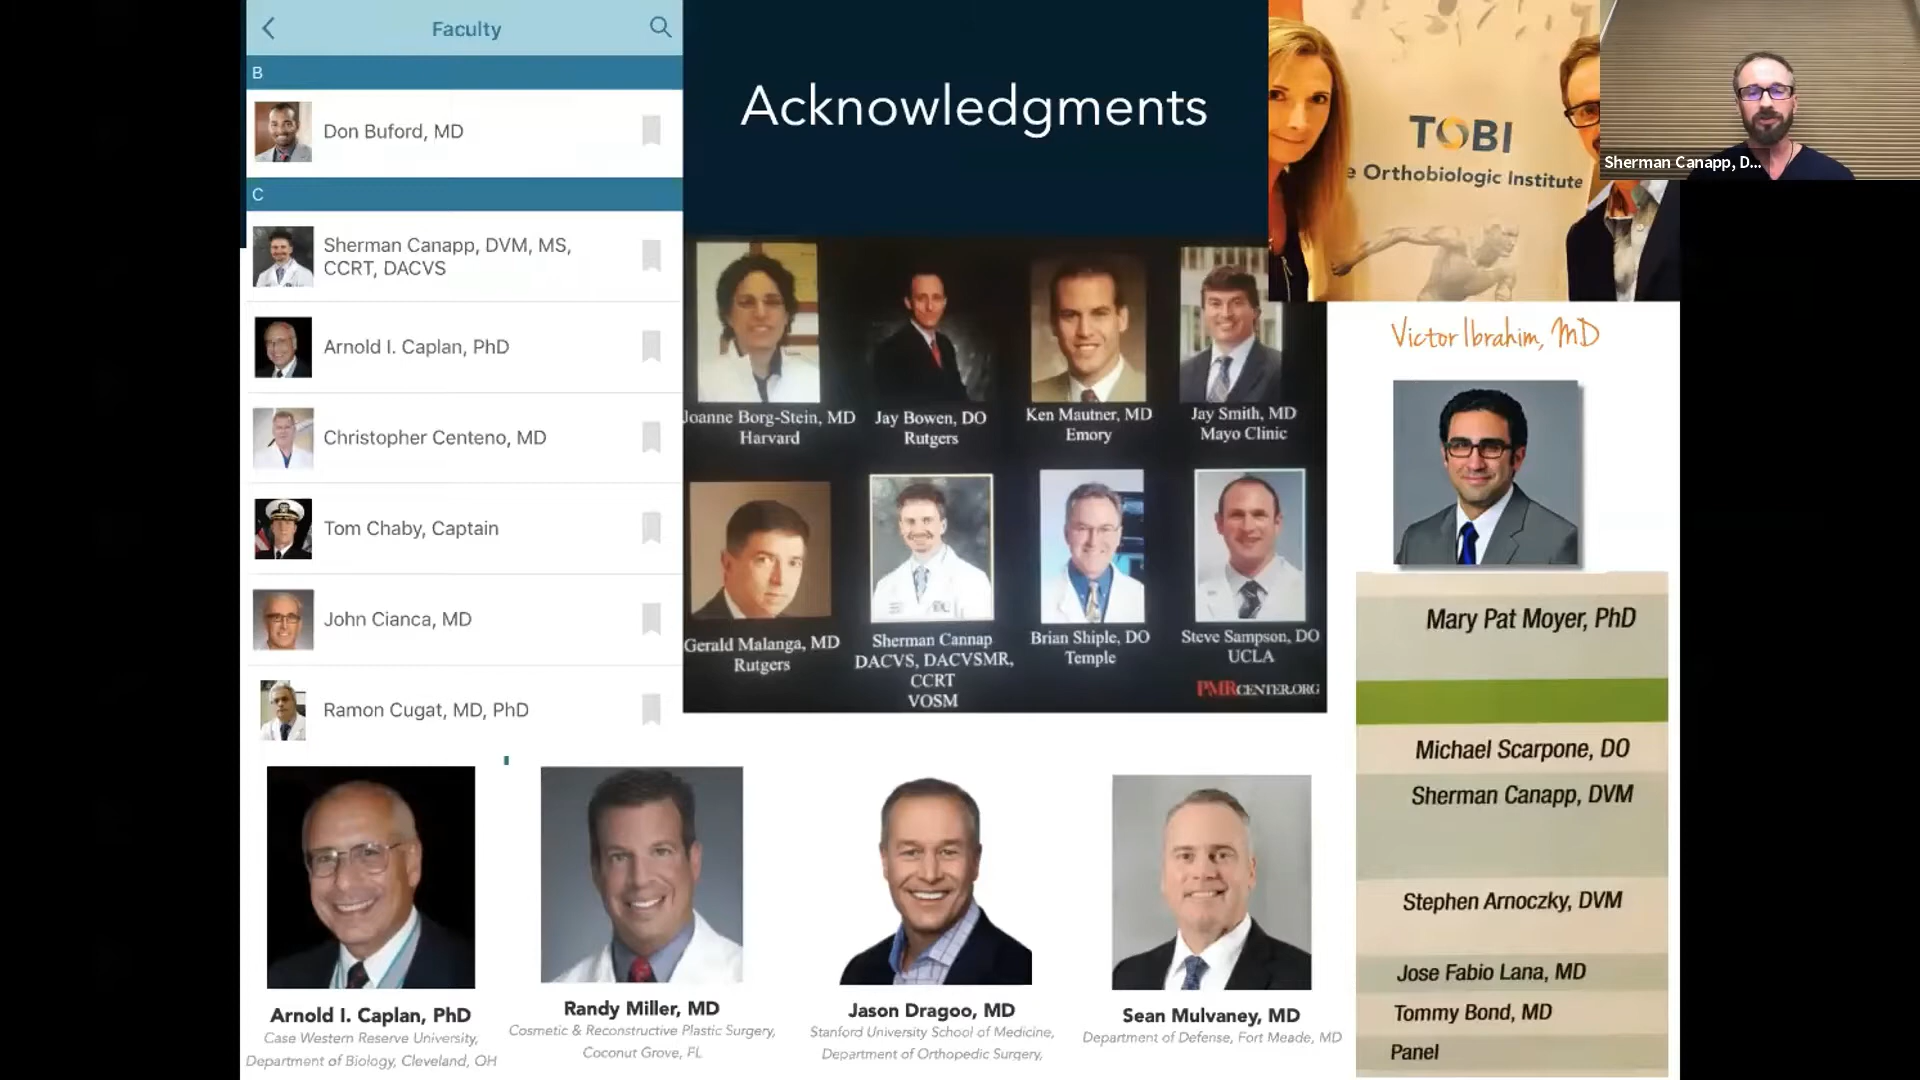 Faculty
B
Don Buford, MD
C
Sherman Canapp, DVM, MS,
CCRT, DACVS
Arnold I. Caplan, PhD
Christopher Centeno, MD
Tom Chaby, Captain
John Cianca, MD
Ramon Cugat, MD, PhD
Acknowledgments
TOBI
e Orthobiologic Institute
Sherman Canapp, D...
Joanne Borg-Stein, MD
Harvard
Jay Bowen, DO
Rutgers
Ken Mautner, MD
Emory
Jay Smith, MD
Mayo Clinic
Gerald Malanga, MD
Rutgers
Sherman Cannap
DACVS, DACVSMR,
CCRT
VOSM
Brian Shiple, DO
Temple
Steve Sampson, DO
UCLA
PMRCENTER.ORG
Victor Ibrahim, MD
Mary Pat Moyer, PhD
Michael Scarpone, DO
Sherman Canapp, DVM
Stephen Arnoczky, DVM
Jose Fabio Lana, MD
Tommy Bond, MD
Panel
Arnold I. Caplan, PhD
Case Western Reserve University,
Department of Biology, Cleveland, OH
Randy Miller, MD
Cosmetic & Reconstructive Plastic Surgery,
Coconut Grove, FL
Jason Dragoo, MD
Stanford University School of Medicine,
Department of Orthopedic Surgery,
Sean Mulvaney, MD
Department of Defense, Fort Meade, MD